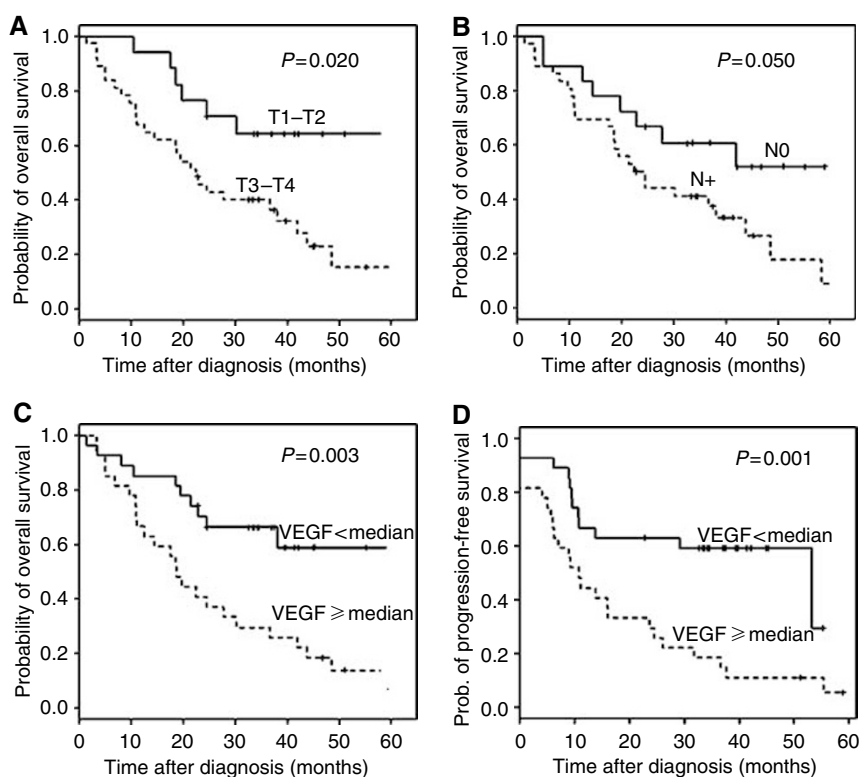 A
Probability of overall survival
1.0
0.8
0.6
0.4
0.2
0.0
P=0.020
T1–T2
T3–T4
0 10 20 30 40 50 60
Time after diagnosis (months)
B
Probability of overall survival
1.0
0.8
0.6
0.4
0.2
0.0
P=0.050
N0
N+
0 10 20 30 40 50 60
Time after diagnosis (months)
C
Probability of overall survival
1.0
0.8
0.6
0.4
0.2
0.0
P=0.003
VEGF<median
VEGF⩾median
0 10 20 30 40 50 60
Time after diagnosis (months)
D
Prob. of progression-free survival
1.0
0.8
0.6
0.4
0.2
0.0
P=0.001
VEGF<median
VEGF⩾median
0 10 20 30 40 50 60
Time after diagnosis (months)